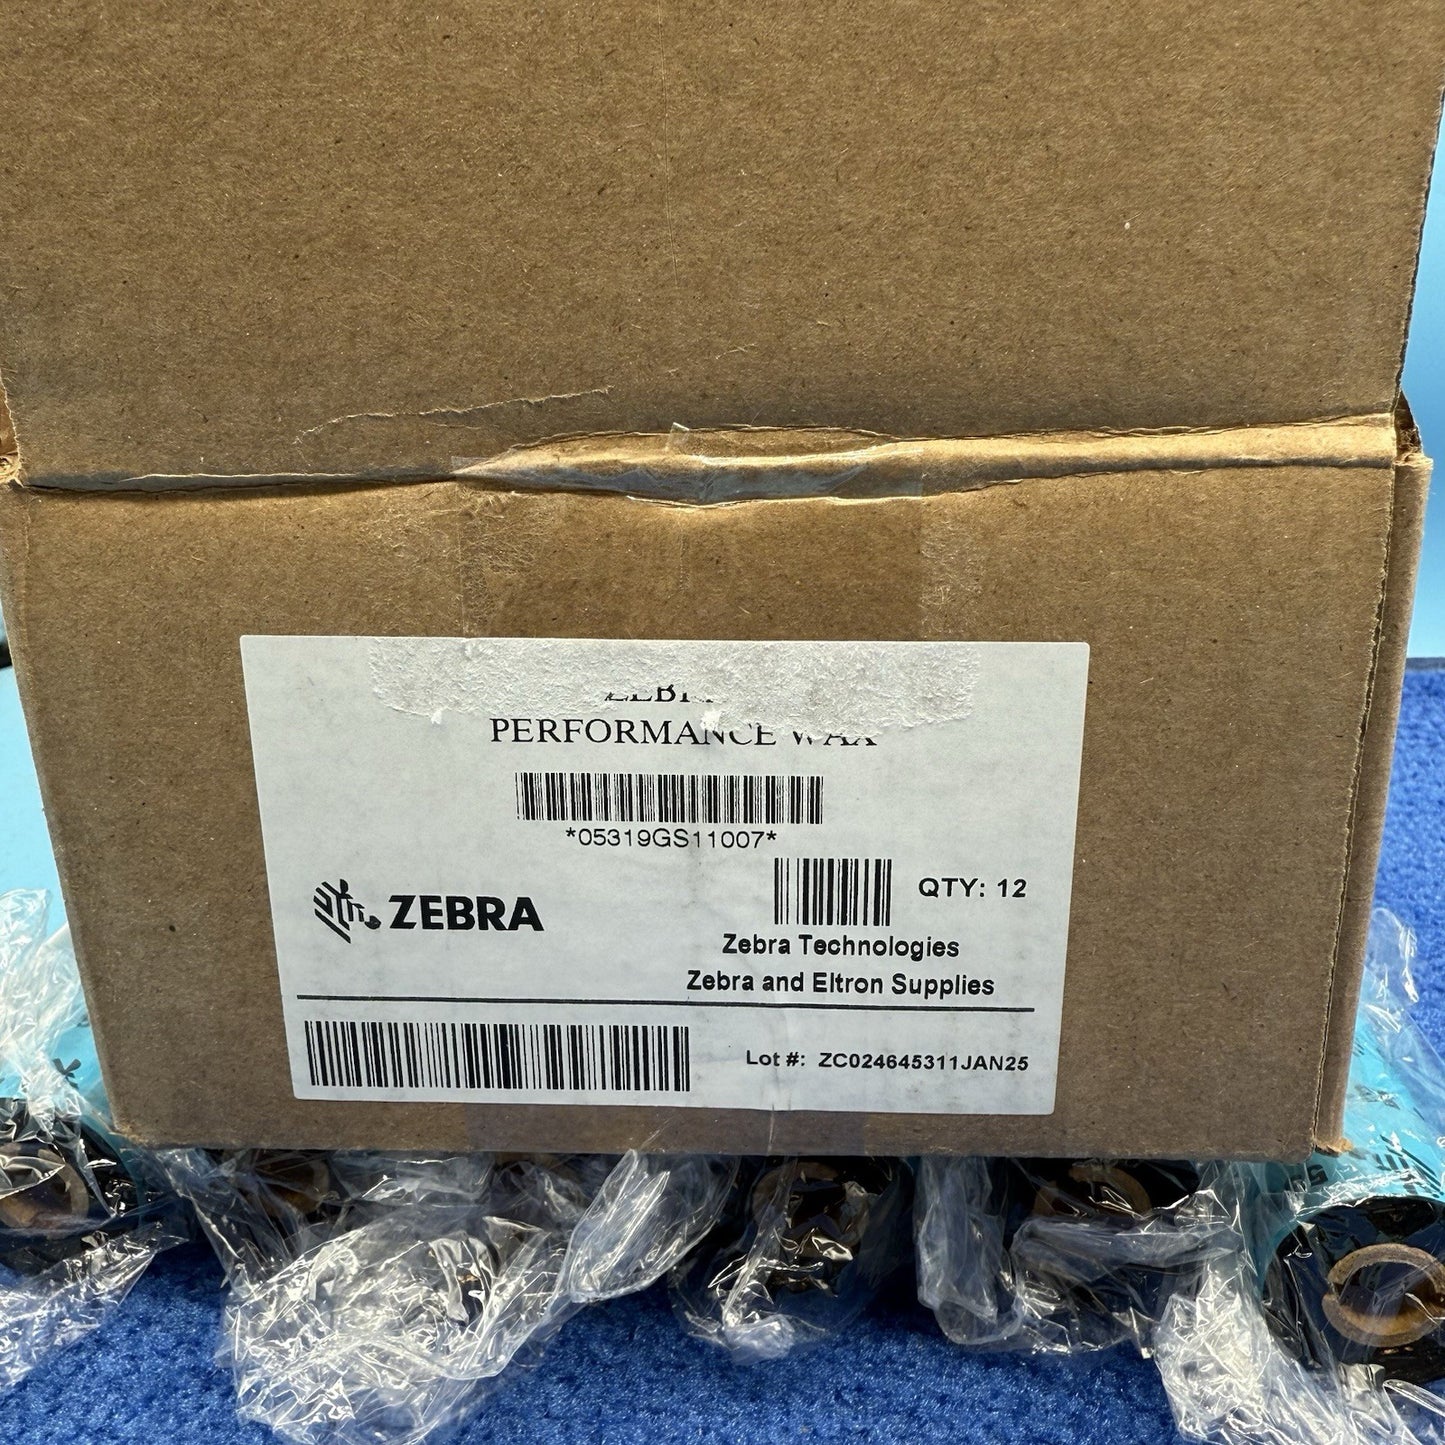 PERFORMANCE WAX
*05319GS11007*
QTY: 12
ZEBRA
Zebra Technologies
Zebra and Eltron Supplies
Lot #: ZC024645311JAN25